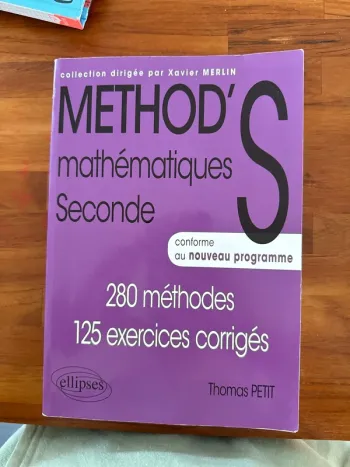 collection dirigée par Xavier MERLIN
METHOD'S
mathématiques
Seconde
conforme
au nouveau programme
280 méthodes
125 exercices corrigés
ellipses
Thomas PETIT